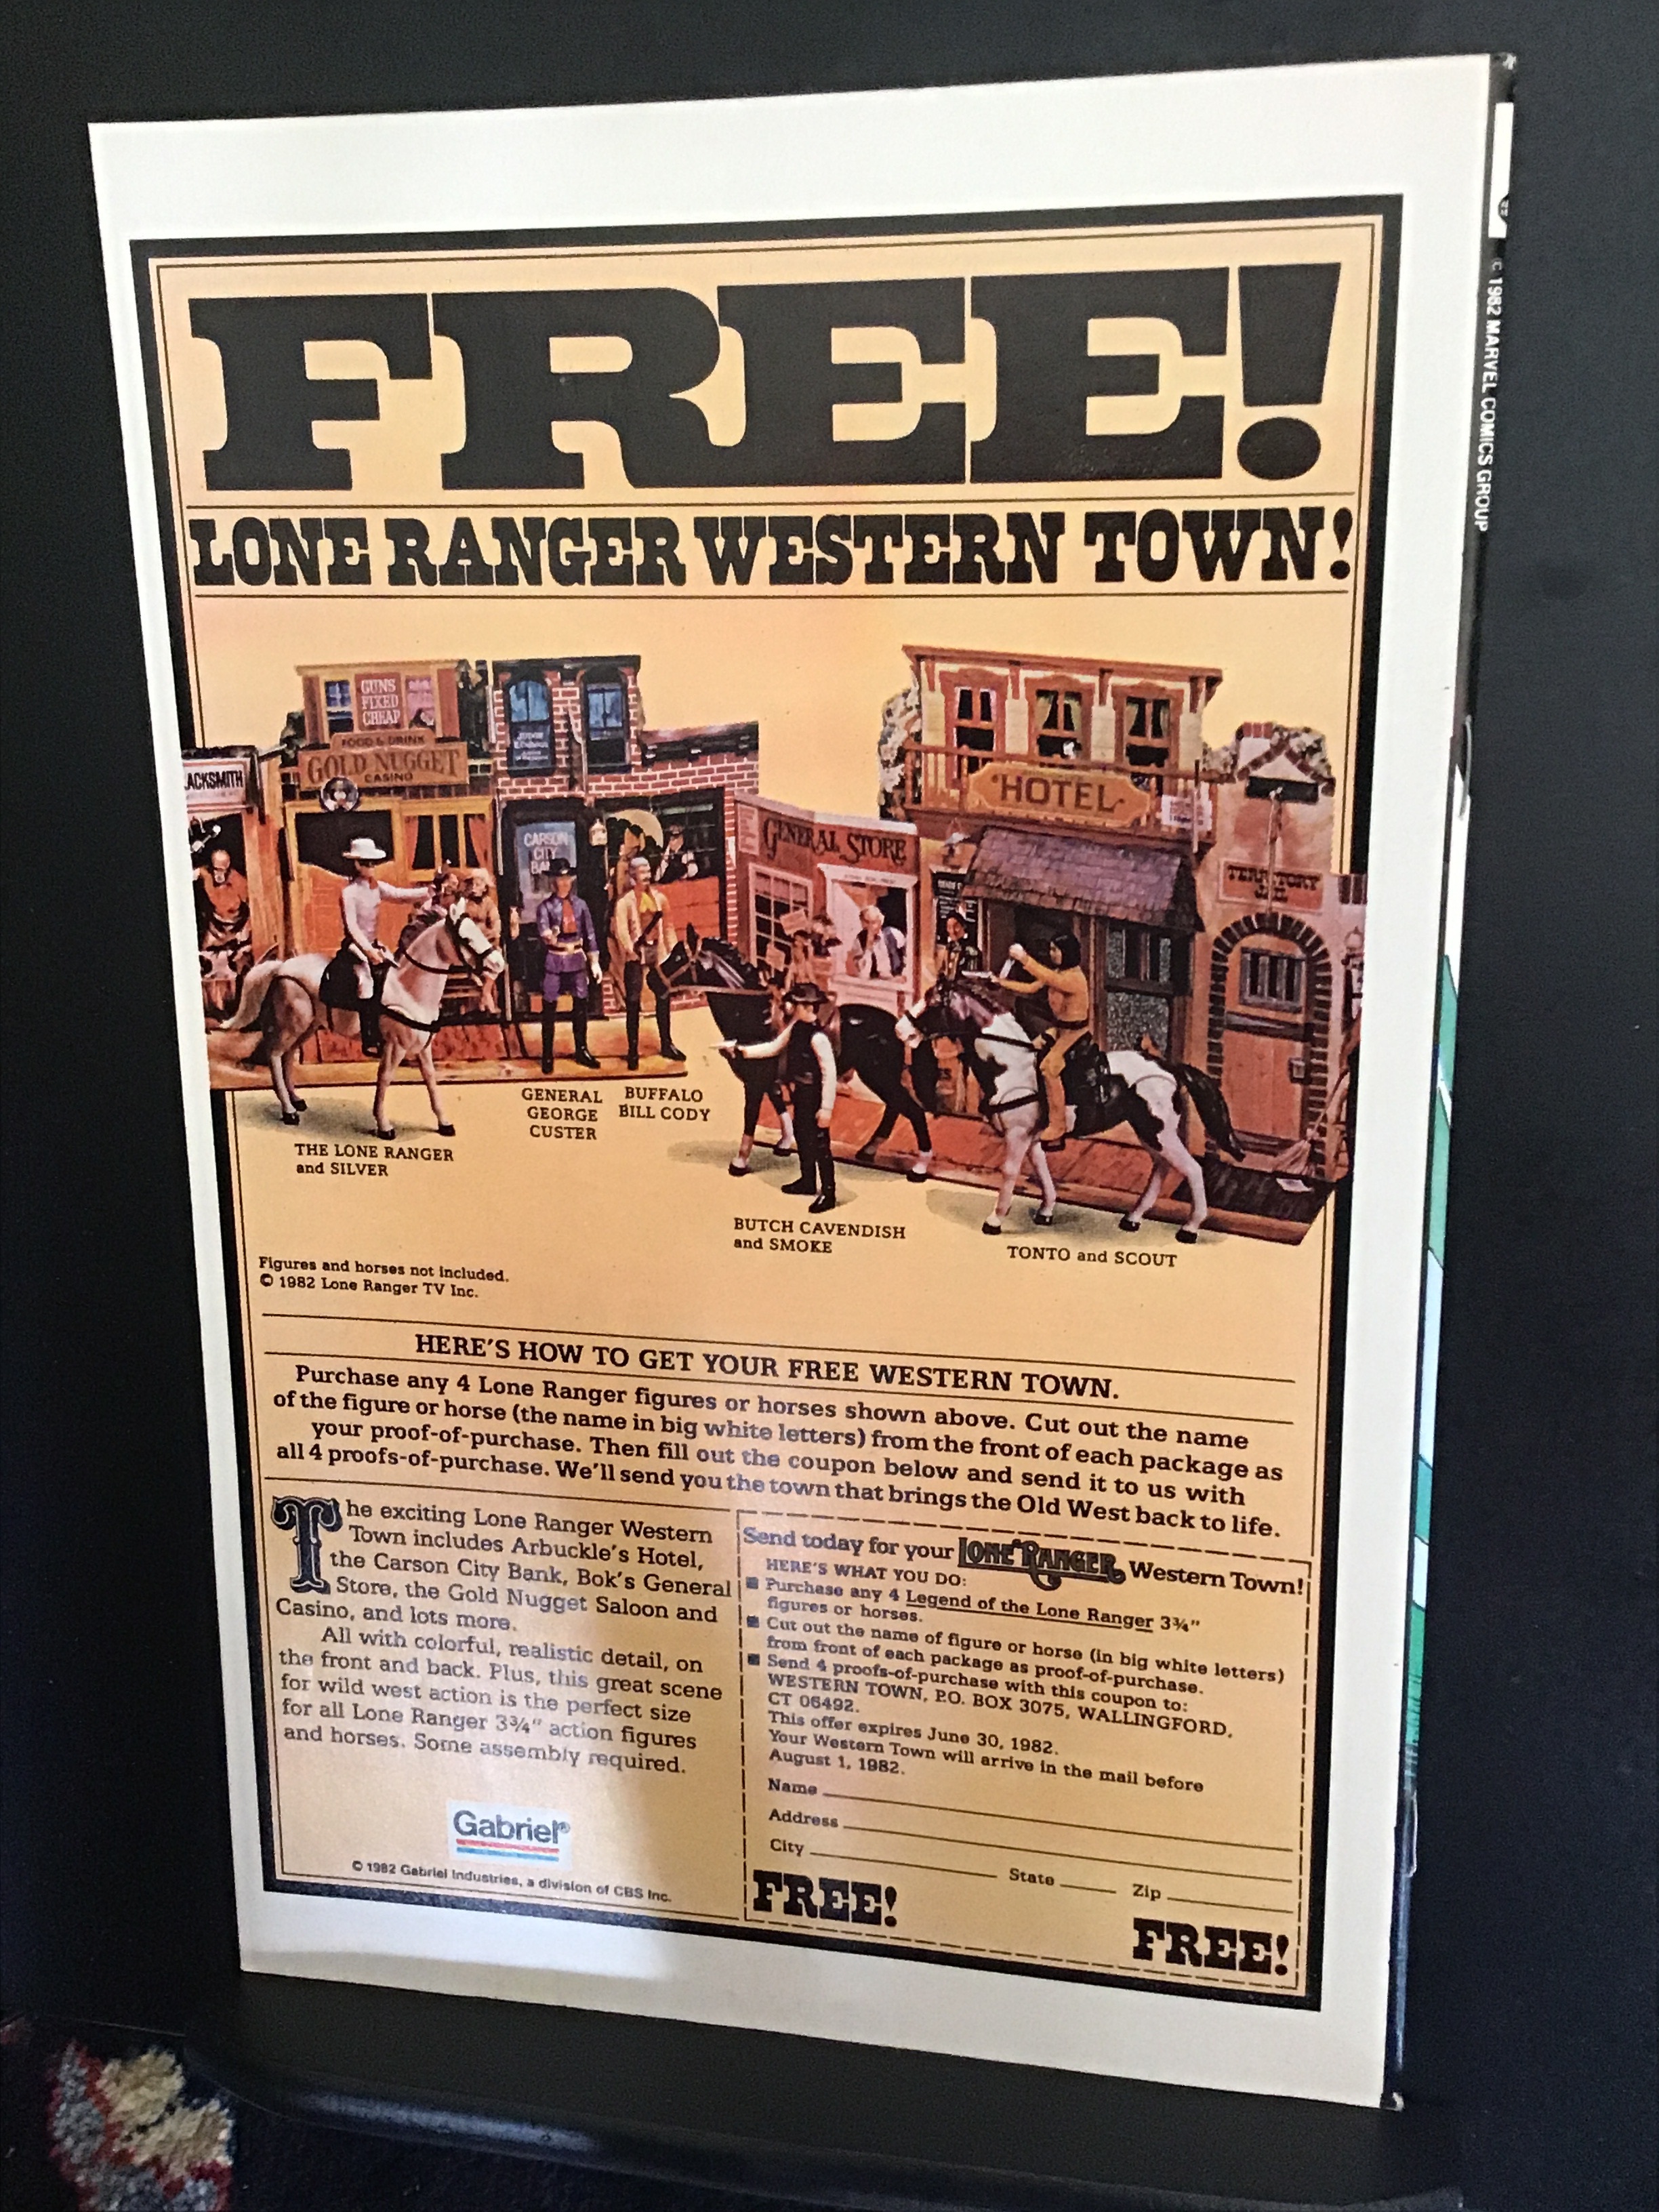 FREE!
LONE RANGER WESTERN TOWN!
GUNS
FIXED
CHEAP
FOOD & DRINK
GOLD NUGGET
CASINO
ACKSMITH
CARSON
CITY
HOTEL
GENERAL STORE
TERRITORY
GENERAL
GEORGE
CUSTER
BUFFALO
BILL CODY
THE LONE RANGER
and SILVER
BUTCH CAVENDISH
and SMOKE
TONTO and SCOUT
Figures and horses not included.
© 1982 Lone Ranger TV Inc.
HERE'S HOW TO GET YOUR FREE WESTERN TOWN.
Purchase any 4 Lone Ranger figures or horses shown above. Cut out the name
of the figure or horse (the name in big white letters) from the front of each package as
your proof-of-purchase. Then fill out the coupon below and send it to us with
all 4 proofs-of-purchase. We'll send you the town that brings the Old West back to life.
The exciting Lone Ranger Western
Town includes Arbuckle's Hotel,
the Carson City Bank, Bok's General
Store, the Gold Nugget Saloon and
Casino, and lots more.
All with colorful, realistic detail, on
the front and back. Plus, this great scene
for wild west action is the perfect size
for all Lone Ranger 3¾" action figures
and horses. Some assembly required.
Gabriel®
© 1982 Gabriel Industries, a division of CBS Inc.
Send today for your LONE RANGER Western Town!
HERE'S WHAT YOU DO:
■ Purchase any 4 Legend of the Lone Ranger 3¾"
figures or horses.
■ Cut out the name of figure or horse (in big white letters)
from front of each package as proof-of-purchase.
■ Send 4 proofs-of-purchase with this coupon to:
WESTERN TOWN, P.O. BOX 3075, WALLINGFORD,
CT 06492.
This offer expires June 30, 1982.
Your Western Town will arrive in the mail before
August 1, 1982.
Name
Address
City State Zip
FREE! FREE!
© 1982 MARVEL COMICS GROUP